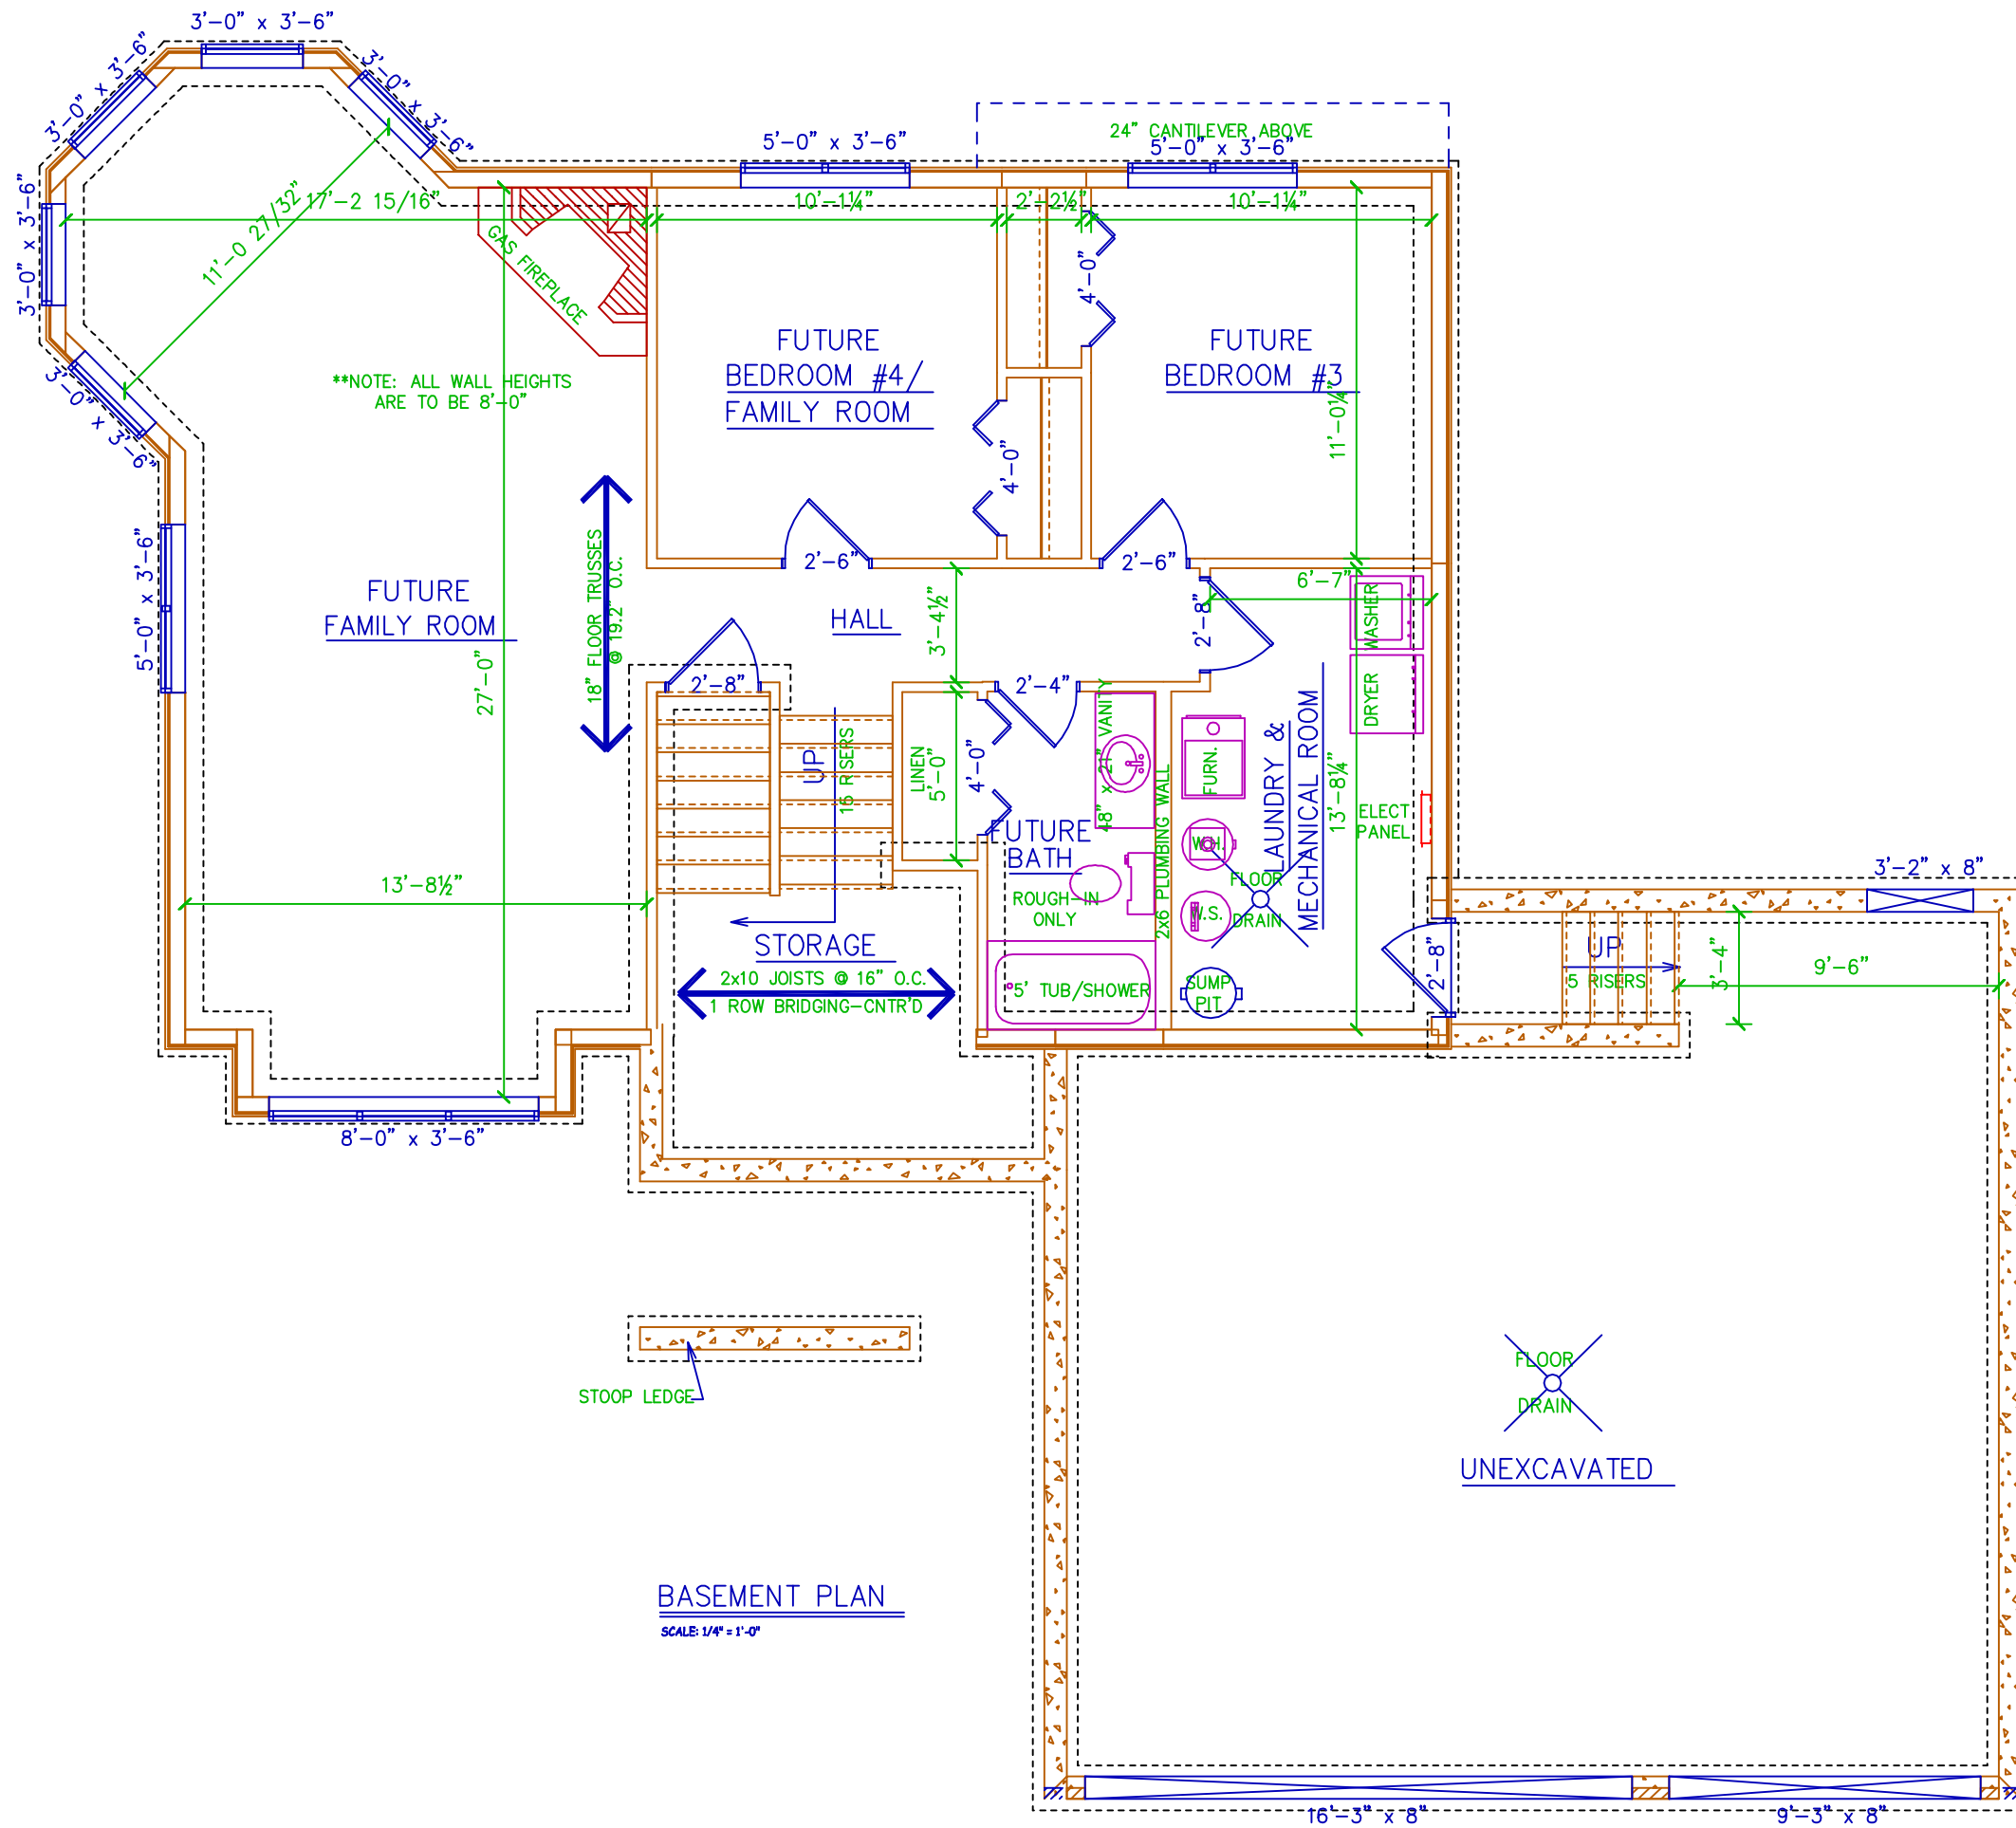 3'-0" x 3'-6"
3'-0" x 3'-6"
3'-0" x 3'-6"
3'-0" x 3'-6"
3'-0" x 3'-6"
5'-0" x 3'-6"
24" CANTILEVER ABOVE
5'-0" x 3'-6"
17'-2 15/16"
10'-1¼"
2'-2½"
10'-1¼"
11'-0 27/32"
GAS FIREPLACE
4'-0"
**NOTE: ALL WALL HEIGHTS
ARE TO BE 8'-0"
FUTURE
BEDROOM #4/
FAMILY ROOM
FUTURE
BEDROOM #3
11'-0¼"
4'-0"
5'-0" x 3'-6"
FUTURE
FAMILY ROOM
27'-0"
18" FLOOR TRUSSES
@ 19.2" O.C.
2'-6"
2'-6"
HALL
3'-4½"
2'-8"
6'-7"
WASHER
DRYER
2'-8"
2'-4"
UP
16 RISERS
LINEN
5'-0"
4'-0"
48" x 21" VANITY
2x6 PLUMBING WALL
FURN.
LAUNDRY &
MECHANICAL ROOM
13'-8¼"
ELECT
PANEL
FUTURE
BATH
ROUGH-IN
ONLY
W.H.
FLOOR
DRAIN
W.S.
SUMP
PIT
5' TUB/SHOWER
13'-8½"
STORAGE
2x10 JOISTS @ 16" O.C.
1 ROW BRIDGING-CNTR'D
2'-8"
UP
5 RISERS
3'-4"
9'-6"
3'-2" x 8"
8'-0" x 3'-6"
STOOP LEDGE
FLOOR
DRAIN
UNEXCAVATED
BASEMENT PLAN
SCALE: 1/4" = 1'-0"
16'-3" x 8"
9'-3" x 8"